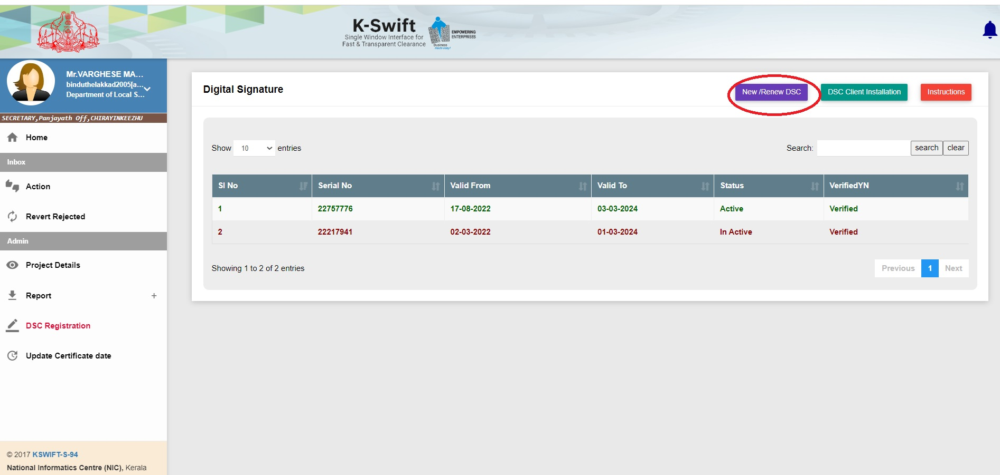 K-Swift
Single Window Interface for
Fast & Transparent Clearance
EMPOWERING
ENTERPRISES
Business
made easy!
Mr.VARGHESE MA...
binduthelakkad2005[a...
Department of Local S...
SECRETARY,Panjayath Off,CHIRAYINKEEZHU
Home
Inbox
Action
Revert Rejected
Admin
Project Details
Report +
DSC Registration
Update Certificate date
© 2017 KSWIFT-S-94
National Informatics Centre (NIC), Kerala
Digital Signature
New /Renew DSC DSC Client Installation Instructions
Show 10 entries Search: search clear
Sl No Serial No Valid From Valid To Status VerifiedYN
1 22757776 17-08-2022 03-03-2024 Active Verified
2 22217941 02-03-2022 01-03-2024 In Active Verified
Showing 1 to 2 of 2 entries Previous 1 Next